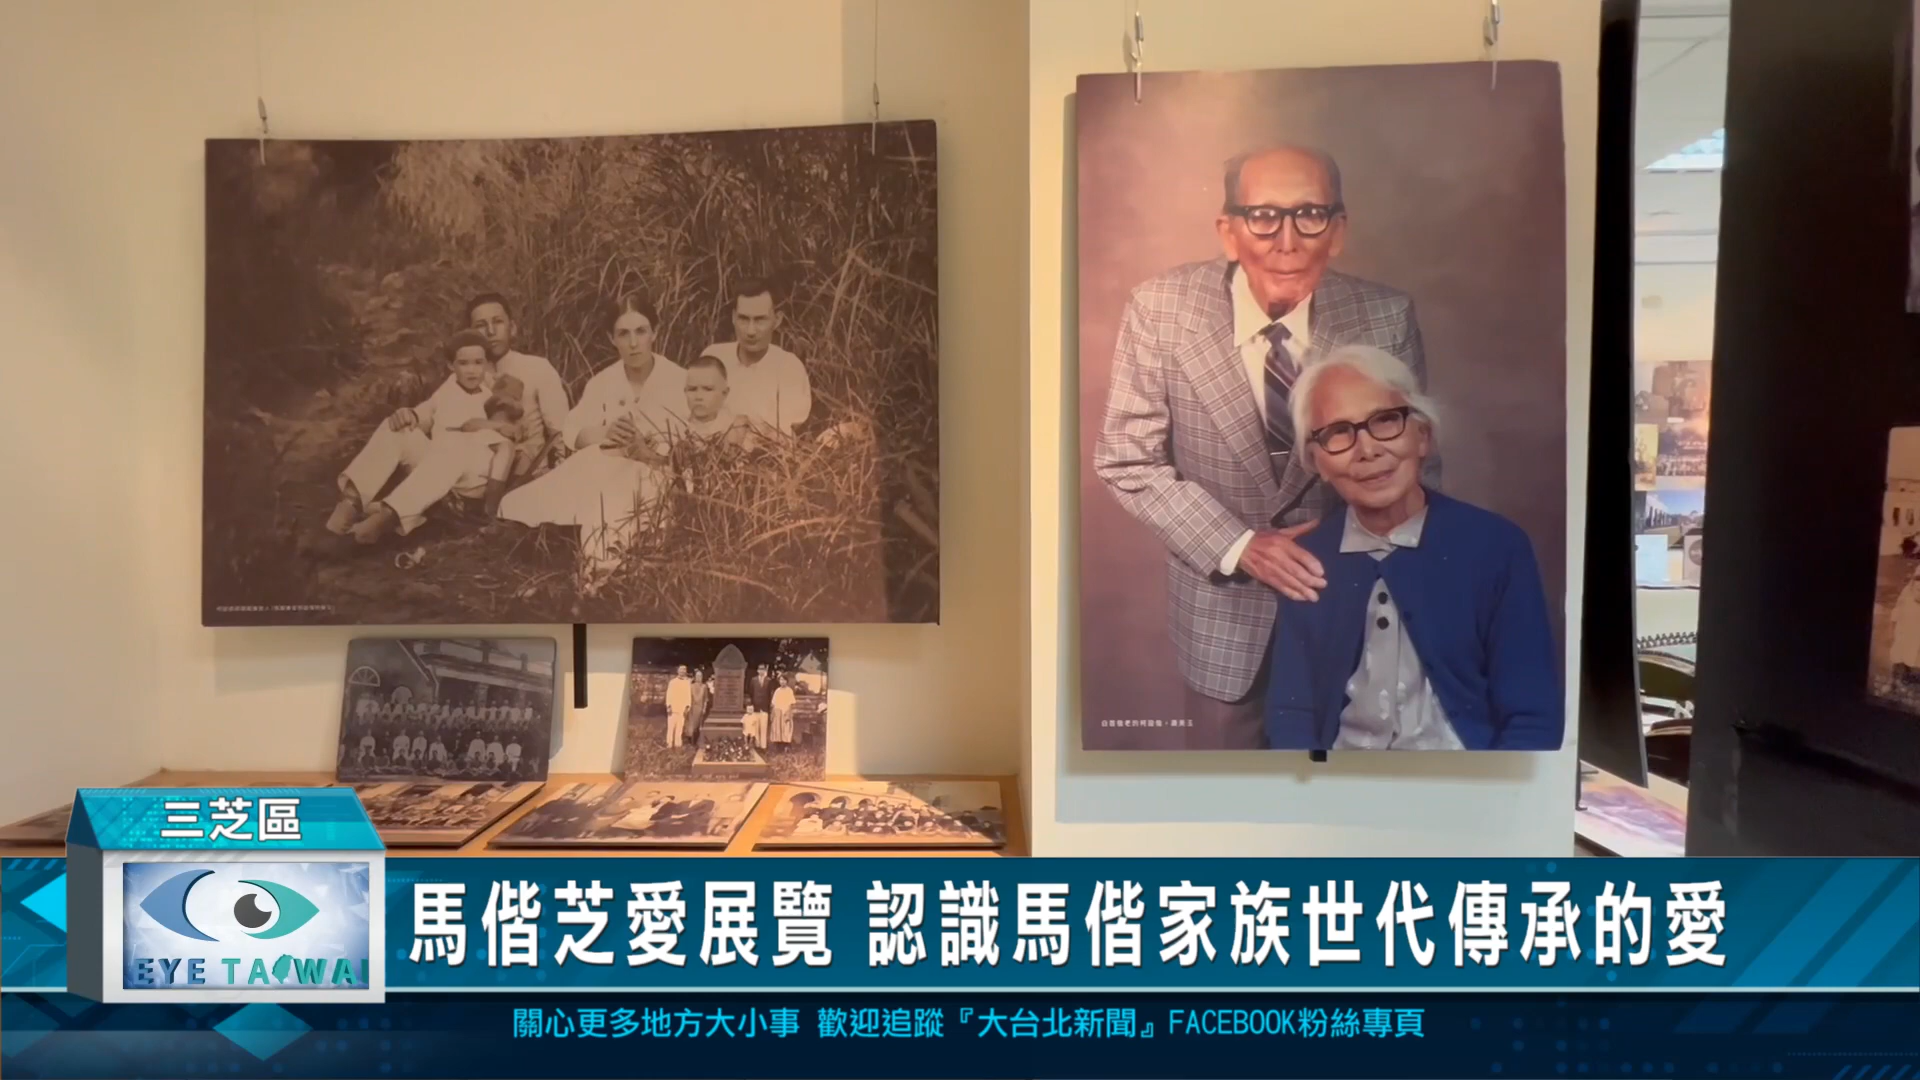 三芝區
EYE TAIWAN
馬偕芝愛展覽 認識馬偕家族世代傳承的愛
關心更多地方大小事 歡迎追蹤『大台北新聞』FACEBOOK粉絲專頁